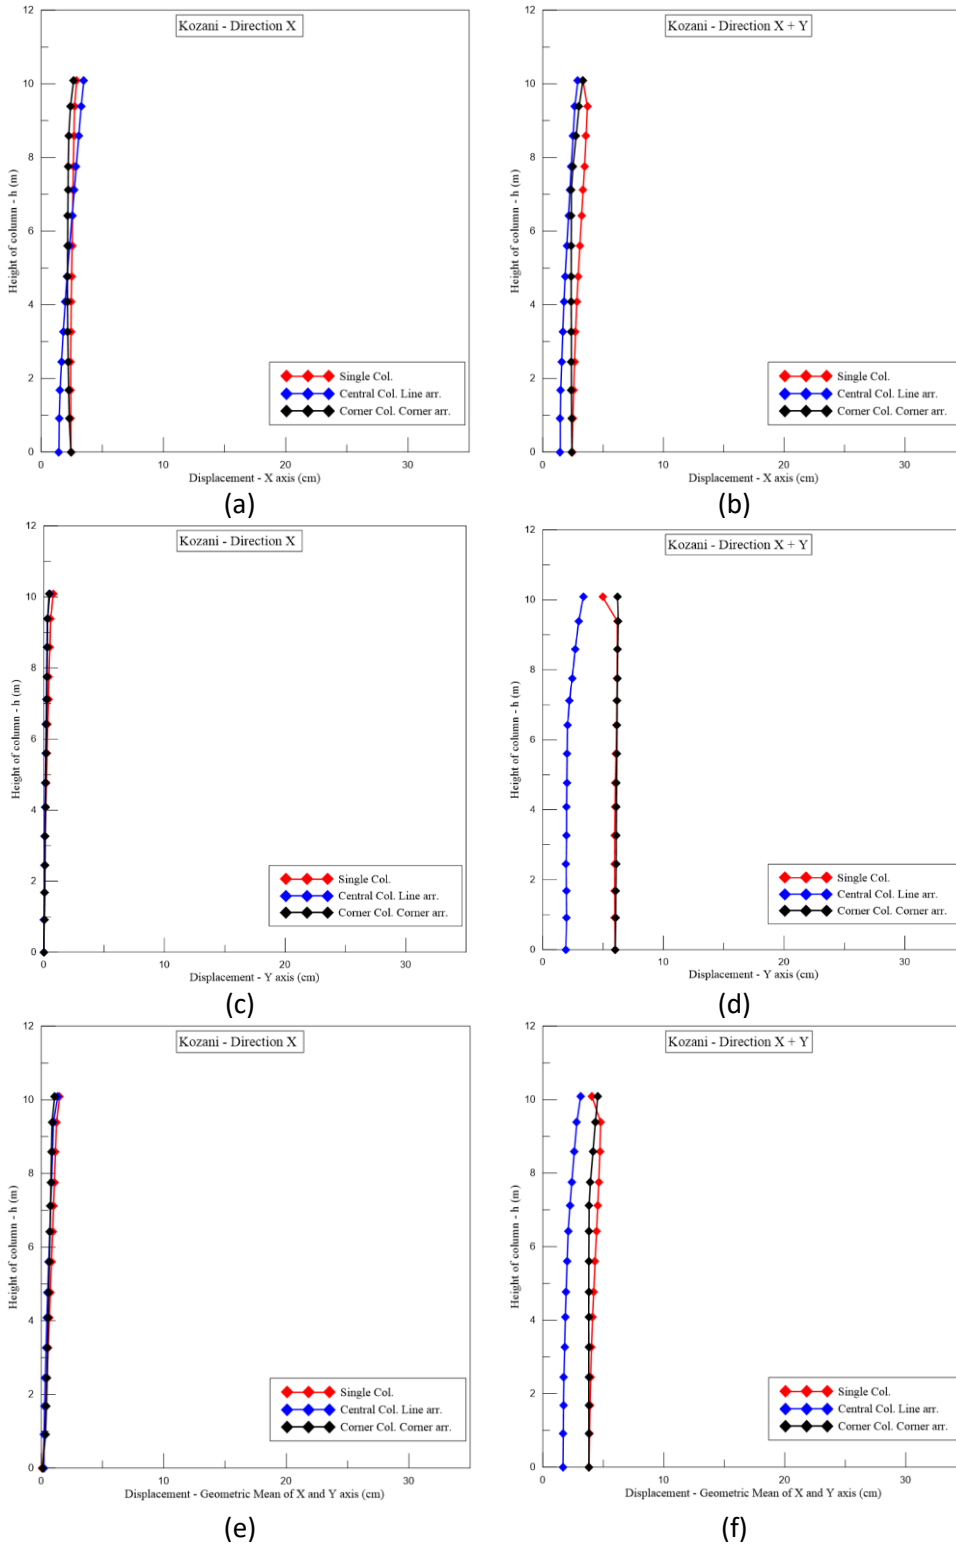 Kozani - Direction X
12
10
8
6
4
2
0
Height of column - h (m)
Single Col.
Central Col. Line arr.
Corner Col. Corner arr.
0 10 20 30
Displacement - X axis (cm)
(a)
Kozani - Direction X + Y
12
10
8
6
4
2
0
Height of column - h (m)
Single Col.
Central Col. Line arr.
Corner Col. Corner arr.
0 10 20 30
Displacement - X axis (cm)
(b)
Kozani - Direction X
12
10
8
6
4
2
0
Height of column - h (m)
Single Col.
Central Col. Line arr.
Corner Col. Corner arr.
0 10 20 30
Displacement - Y axis (cm)
(c)
Kozani - Direction X + Y
12
10
8
6
4
2
0
Height of column - h (m)
Single Col.
Central Col. Line arr.
Corner Col. Corner arr.
0 10 20 30
Displacement - Y axis (cm)
(d)
Kozani - Direction X
12
10
8
6
4
2
0
Height of column - h (m)
Single Col.
Central Col. Line arr.
Corner Col. Corner arr.
0 10 20 30
Displacement - Geometric Mean of X and Y axis (cm)
(e)
Kozani - Direction X + Y
12
10
8
6
4
2
0
Height of column - h (m)
Single Col.
Central Col. Line arr.
Corner Col. Corner arr.
0 10 20 30
Displacement - Geometric Mean of X and Y axis (cm)
(f)